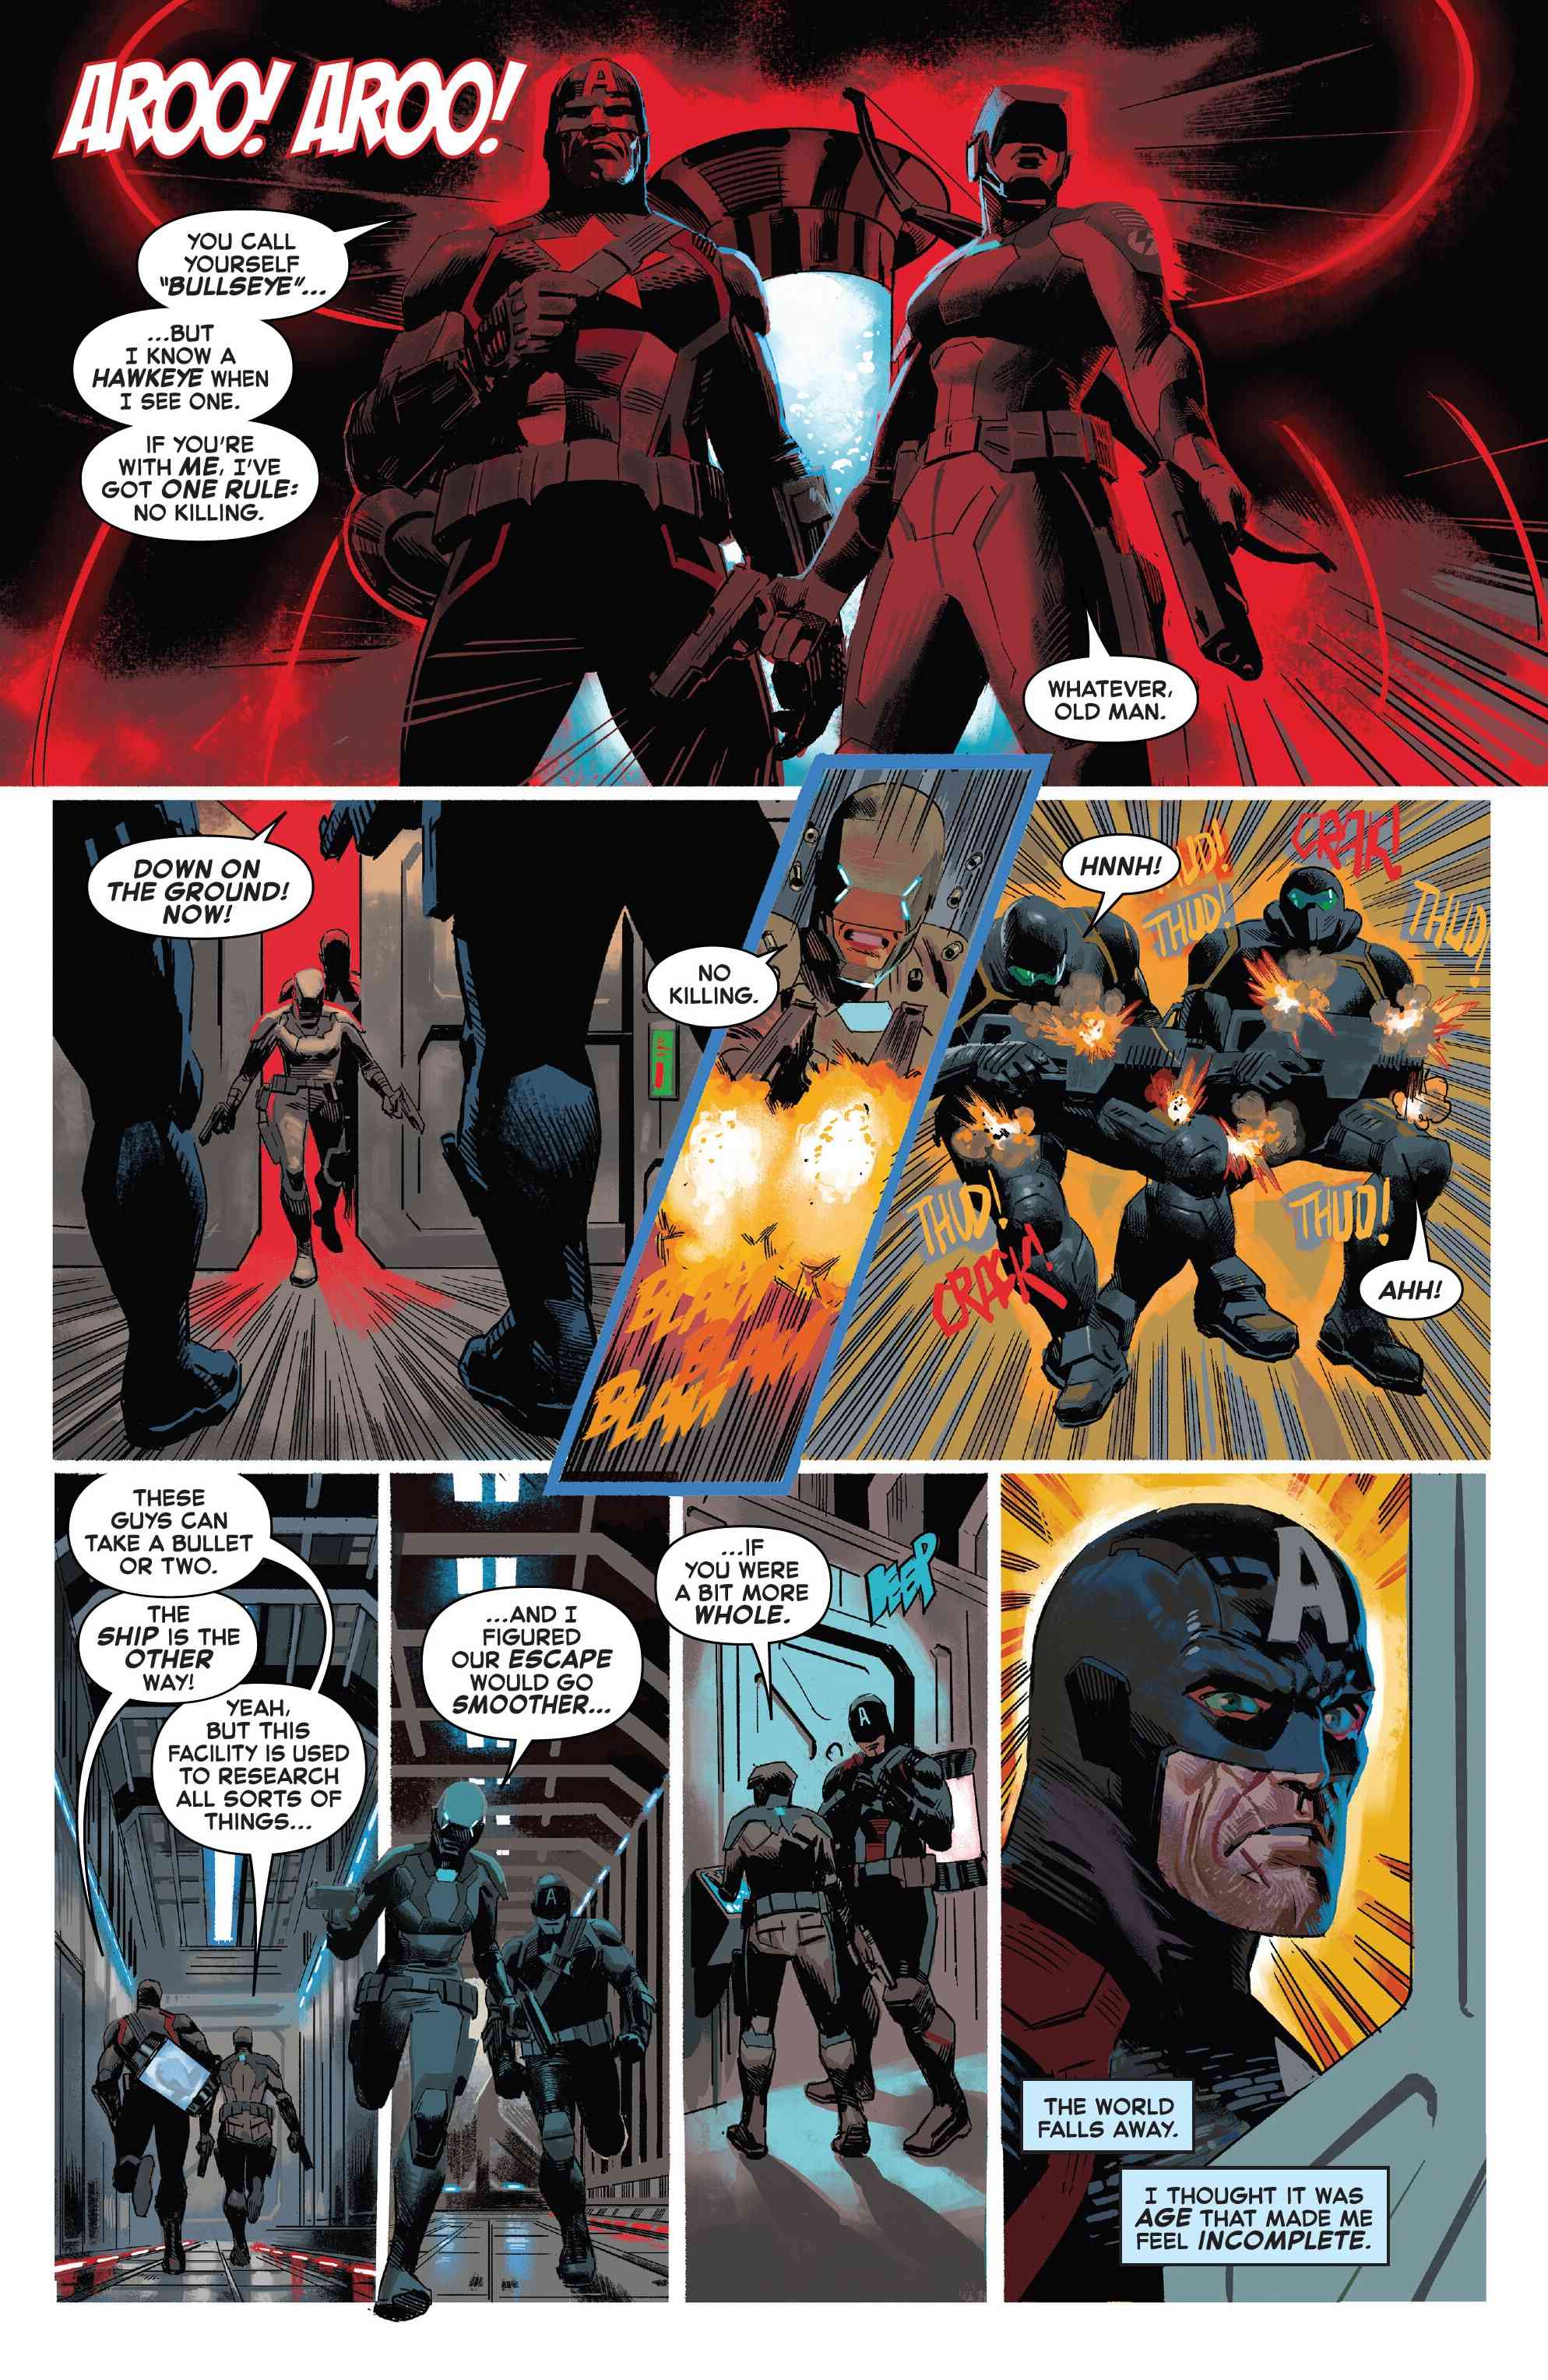 AROO! AROO!
YOU CALL
YOURSELF
"BULLSEYE"...
...BUT
I KNOW A
HAWKEYE WHEN
I SEE ONE.
IF YOU'RE
WITH ME, I'VE
GOT ONE RULE:
NO KILLING.
WHATEVER,
OLD MAN.
DOWN ON
THE GROUND!
NOW!
NO
KILLING.
BLAM
BLAM
BLAM
HNNH!
THUD!
THUD!
CRAK!
THUD!
THUD!
CRACK!
THUD!
AHH!
THESE
GUYS CAN
TAKE A BULLET
OR TWO.
THE
SHIP IS THE
OTHER
WAY!
YEAH,
BUT THIS
FACILITY IS USED
TO RESEARCH
ALL SORTS OF
THINGS...
...AND I
FIGURED
OUR ESCAPE
WOULD GO
SMOOTHER...
...IF
YOU WERE
A BIT MORE
WHOLE.
BEEP
A
A
A
A
THE WORLD
FALLS AWAY.
I THOUGHT IT WAS
AGE THAT MADE ME
FEEL INCOMPLETE.